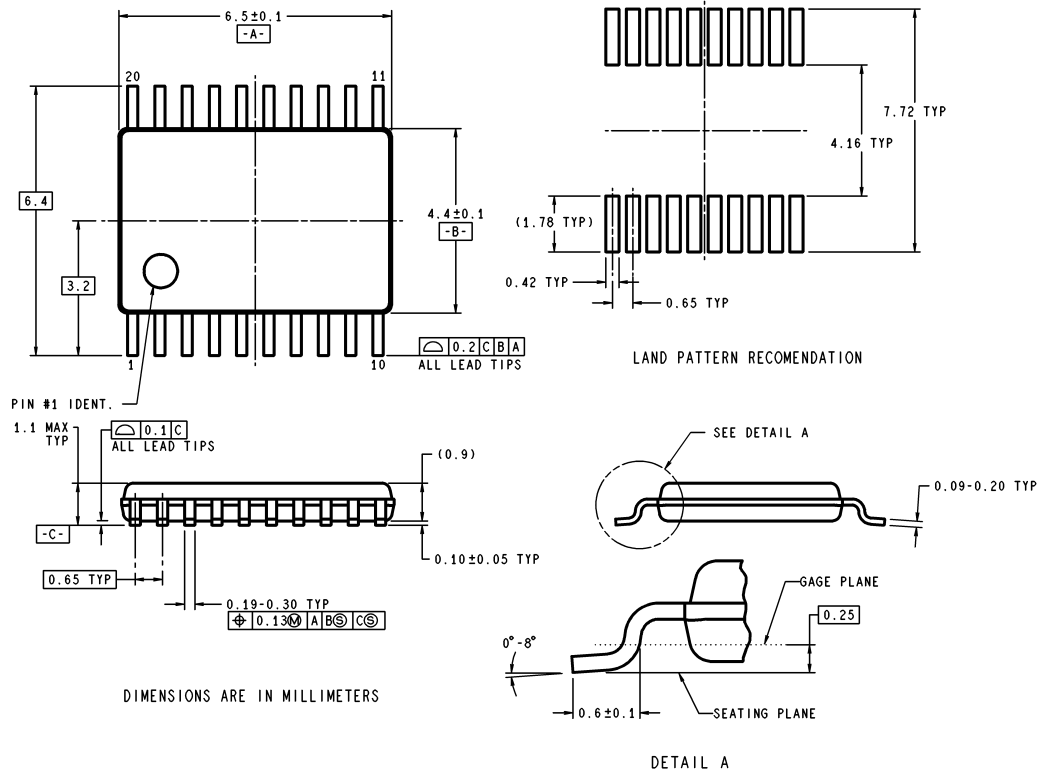 6.5±0.1
-A-
20
11
6.4
3.2
4.4±0.1
-B-
1
10
0.2 C B A
ALL LEAD TIPS
PIN #1 IDENT.
7.72 TYP
4.16 TYP
(1.78 TYP)
0.42 TYP
0.65 TYP
LAND PATTERN RECOMENDATION
1.1 MAX
TYP
0.1 C
ALL LEAD TIPS
(0.9)
-C-
0.10±0.05 TYP
0.65 TYP
0.19-0.30 TYP
⌖ 0.13Ⓜ A BⓈ CⓈ
DIMENSIONS ARE IN MILLIMETERS
SEE DETAIL A
0.09-0.20 TYP
GAGE PLANE
0.25
0°-8°
0.6±0.1
SEATING PLANE
DETAIL A